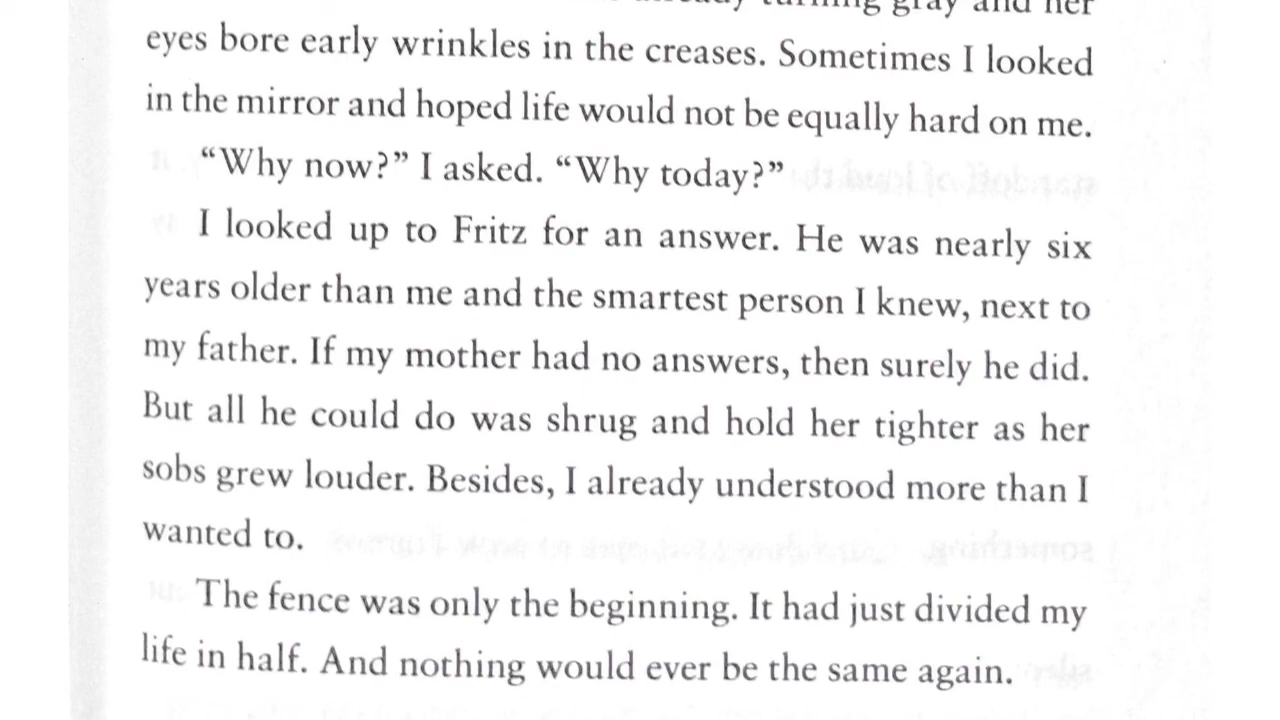 turning gray and her
eyes bore early wrinkles in the creases. Sometimes I looked
in the mirror and hoped life would not be equally hard on me.
“Why now?” I asked. “Why today?”
I looked up to Fritz for an answer. He was nearly six
years older than me and the smartest person I knew, next to
my father. If my mother had no answers, then surely he did.
But all he could do was shrug and hold her tighter as her
sobs grew louder. Besides, I already understood more than I
wanted to.
The fence was only the beginning. It had just divided my
life in half. And nothing would ever be the same again.